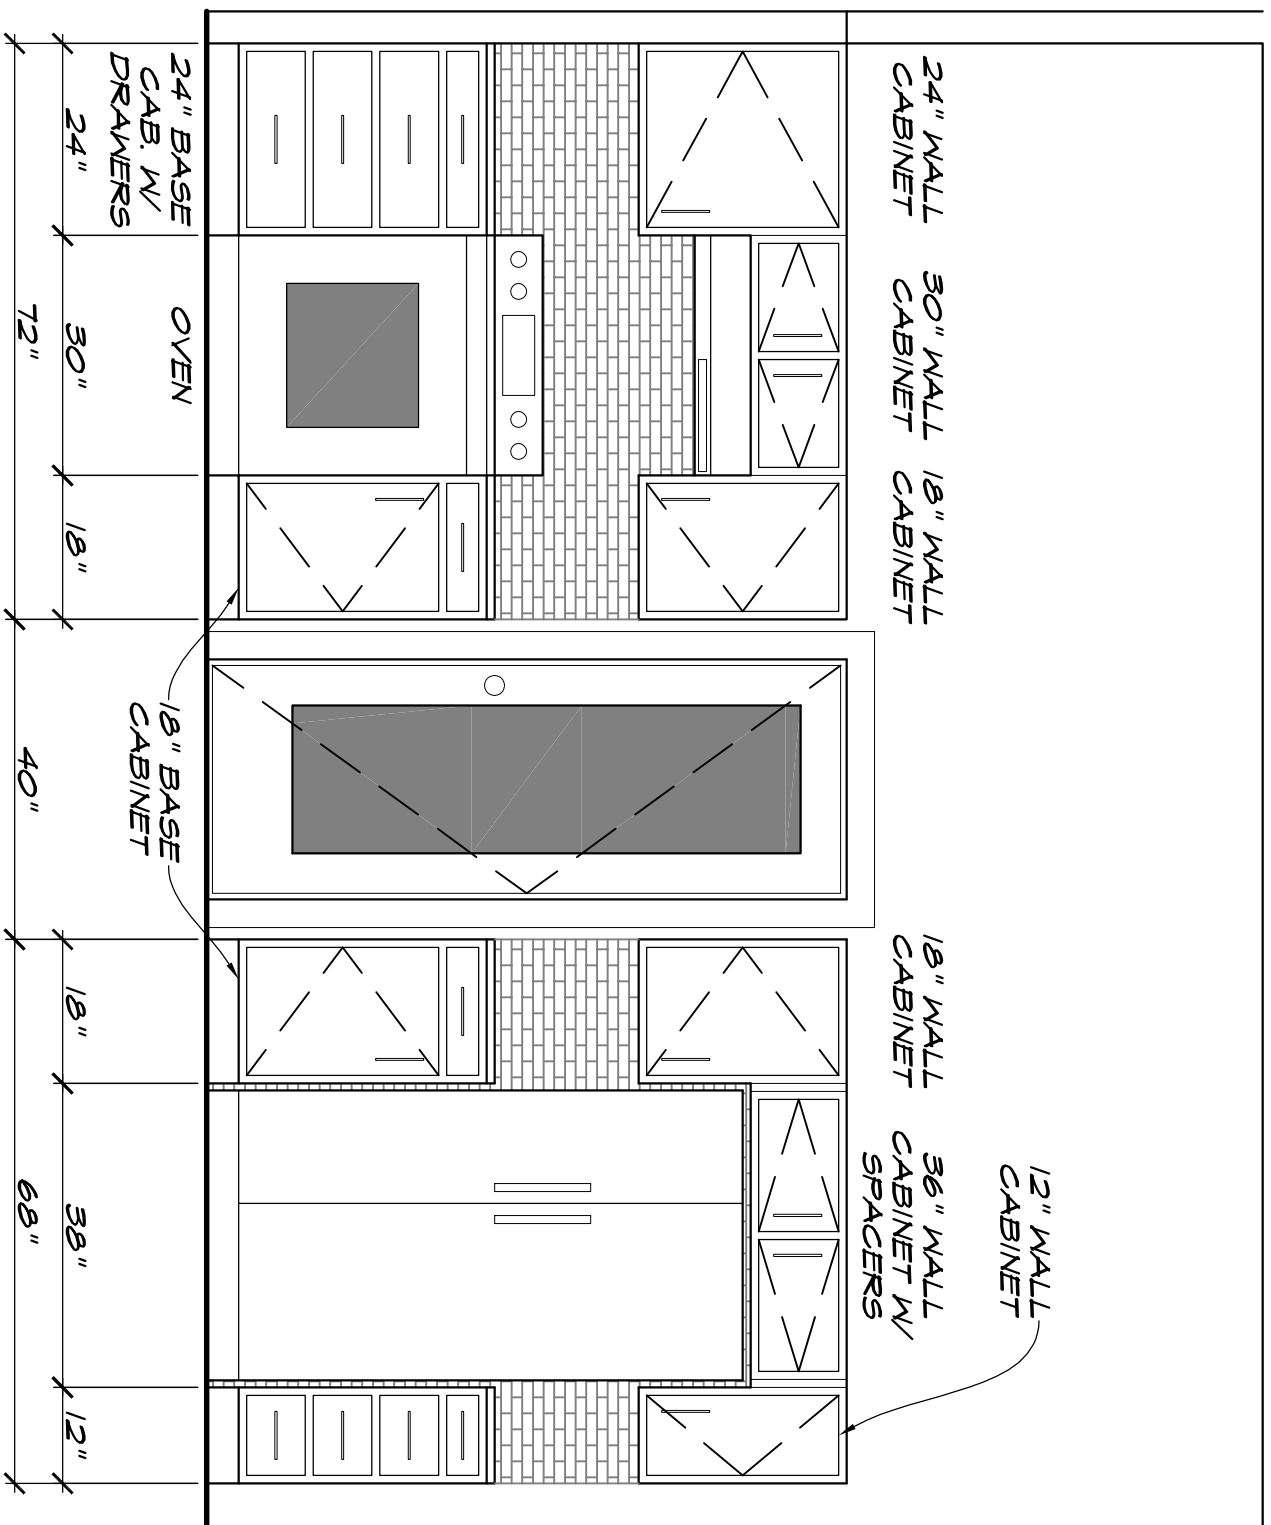 12" WALL
CABINET
24" WALL
CABINET
30" WALL
CABINET
18" WALL
CABINET
18" WALL
CABINET
36" WALL
CABINET W/
SPACERS
24" BASE
CAB. W/
DRAWERS
OVEN
18" BASE
CABINET
24"
30"
18"
18"
38"
12"
72"
40"
68"